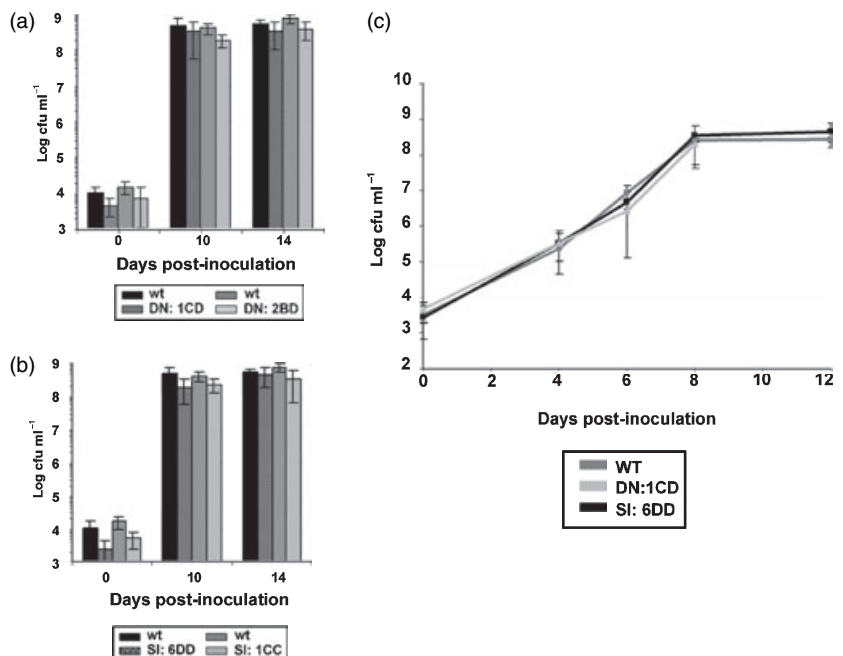 (a)
9
8
7
6
5
4
3
Log cfu ml⁻¹
0 10 14
Days post-inoculation
wt wt
DN: 1CD DN: 2BD
(b)
9
8
7
6
5
4
3
Log cfu ml⁻¹
0 10 14
Days post-inoculation
wt wt
SI: 6DD SI: 1CC
(c)
10
9
8
7
6
5
4
3
2
Log cfu ml⁻¹
0 2 4 6 8 10 12
Days post-inoculation
WT
DN:1CD
SI: 6DD